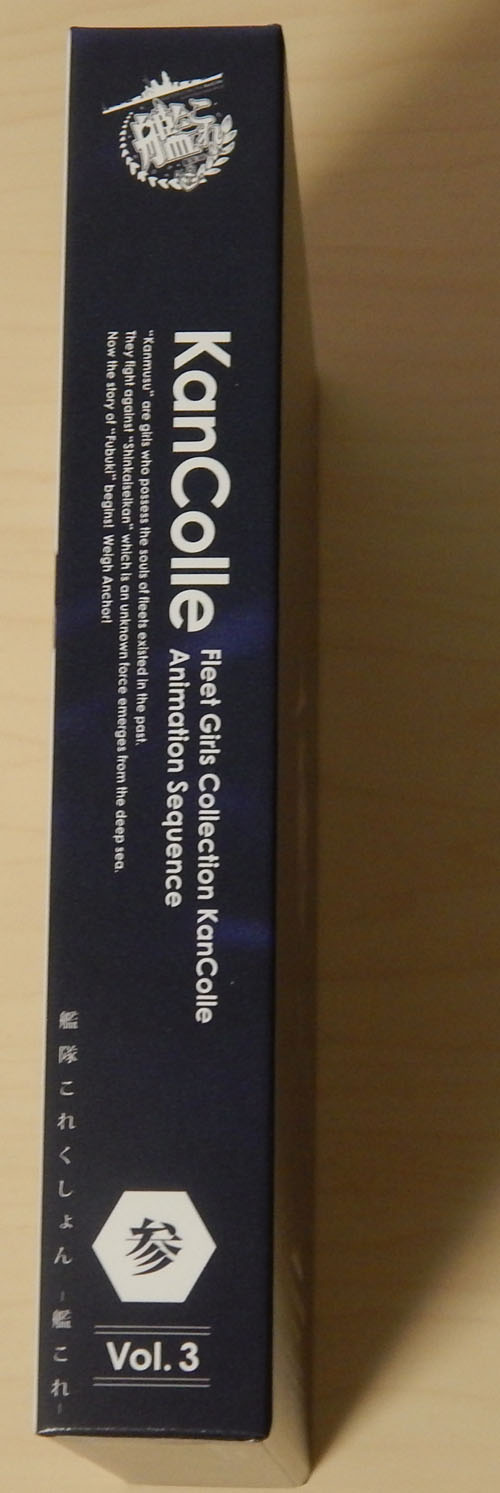 艦これ
KanColle
Fleet Girls Collection KanColle
Animation Sequence
"Kanmusu" are girls who possess the souls of fleets existed in the past.
They fight against "Shinkaiseikan" which is an unknown force emerges from the deep sea.
Now the story of "Fubuki" begins! Weigh Anchor!
艦隊これくしょん -艦これ-
参
Vol. 3